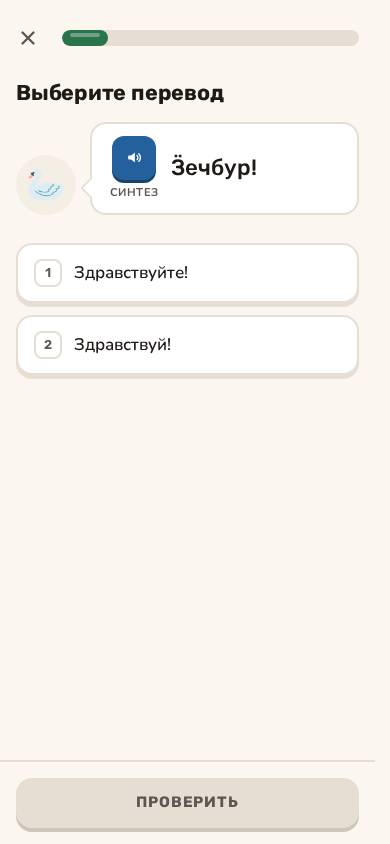 Выберите перевод
Ӟечбур!
СИНТЕЗ
1 Здравствуйте!
2 Здравствуй!
ПРОВЕРИТЬ